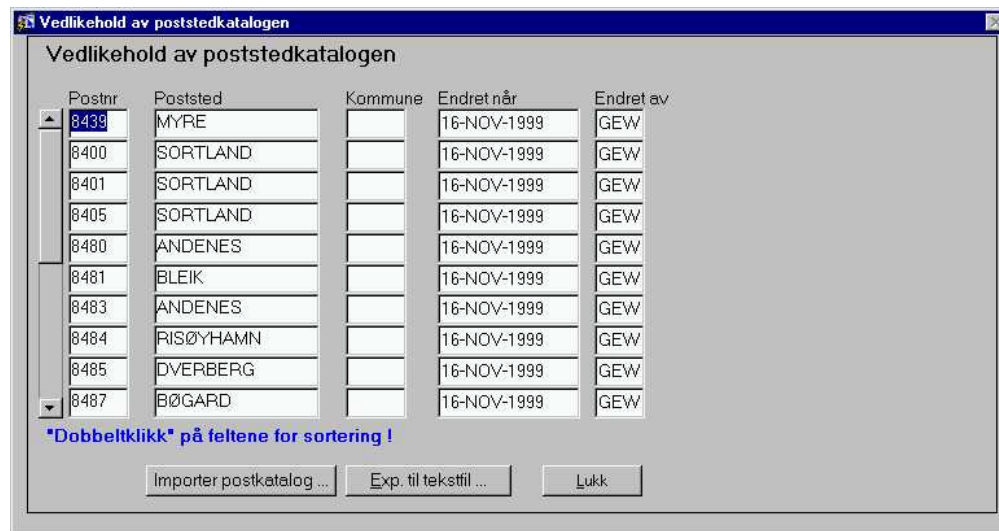 Vedlikehold av poststedkatalogen
Vedlikehold av poststedkatalogen
Postnr Poststed Kommune Endret når Endret av
8439 MYRE 16-NOV-1999 GEW
8400 SORTLAND 16-NOV-1999 GEW
8401 SORTLAND 16-NOV-1999 GEW
8405 SORTLAND 16-NOV-1999 GEW
8480 ANDENES 16-NOV-1999 GEW
8481 BLEIK 16-NOV-1999 GEW
8483 ANDENES 16-NOV-1999 GEW
8484 RISØYHAMN 16-NOV-1999 GEW
8485 DVERBERG 16-NOV-1999 GEW
8487 BØGARD 16-NOV-1999 GEW
"Dobbeltklikk" på feltene for sortering !
Importer postkatalog ... Exp. til tekstfil ... Lukk